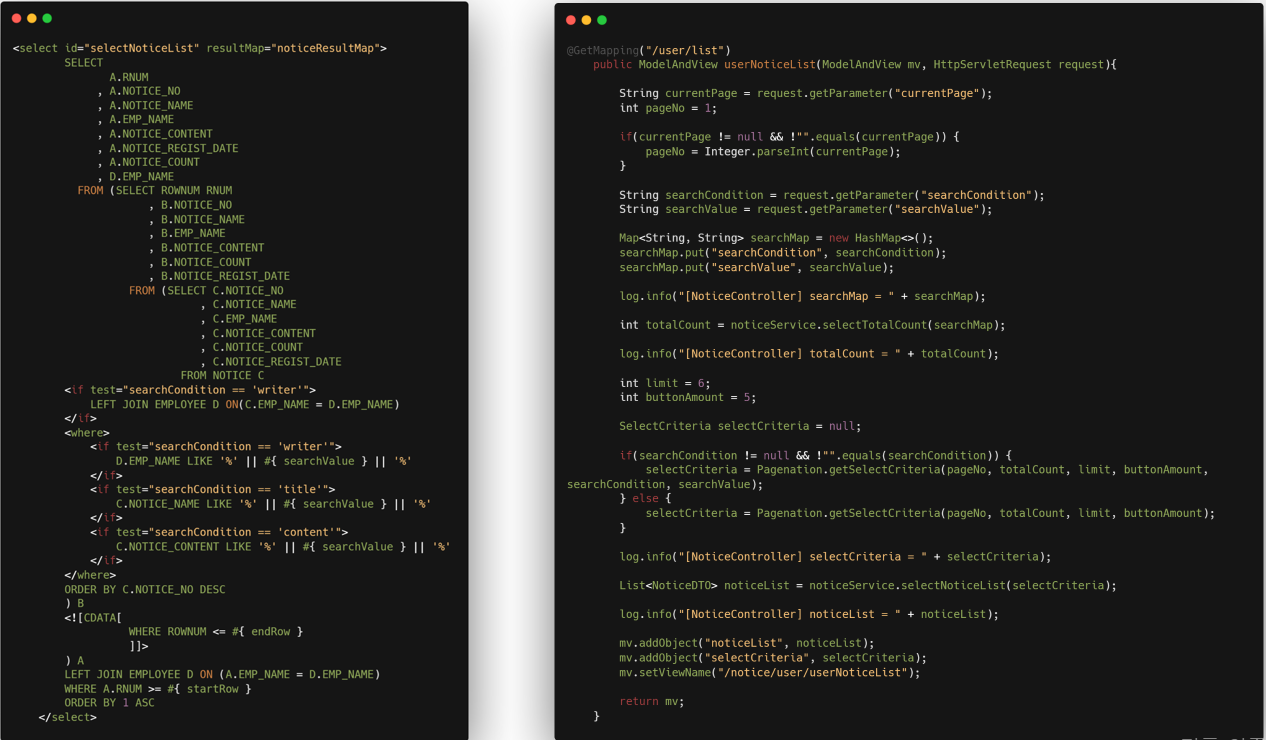 <select id="selectNoticeList" resultMap="noticeResultMap">
SELECT
A.RNUM
, A.NOTICE_NO
, A.NOTICE_NAME
, A.EMP_NAME
, A.NOTICE_CONTENT
, A.NOTICE_REGIST_DATE
, A.NOTICE_COUNT
, D.EMP_NAME
FROM (SELECT ROWNUM RNUM
, B.NOTICE_NO
, B.NOTICE_NAME
, B.EMP_NAME
, B.NOTICE_CONTENT
, B.NOTICE_COUNT
, B.NOTICE_REGIST_DATE
FROM (SELECT C.NOTICE_NO
, C.NOTICE_NAME
, C.EMP_NAME
, C.NOTICE_CONTENT
, C.NOTICE_COUNT
, C.NOTICE_REGIST_DATE
FROM NOTICE C
<if test="searchCondition == 'writer'">
LEFT JOIN EMPLOYEE D ON(C.EMP_NAME = D.EMP_NAME)
</if>
<where>
<if test="searchCondition == 'writer'">
D.EMP_NAME LIKE '%' || #{ searchValue } || '%'
</if>
<if test="searchCondition == 'title'">
C.NOTICE_NAME LIKE '%' || #{ searchValue } || '%'
</if>
<if test="searchCondition == 'content'">
C.NOTICE_CONTENT LIKE '%' || #{ searchValue } || '%'
</if>
</where>
ORDER BY C.NOTICE_NO DESC
) B
<![CDATA[
WHERE ROWNUM <= #{ endRow }
]]>
) A
LEFT JOIN EMPLOYEE D ON (A.EMP_NAME = D.EMP_NAME)
WHERE A.RNUM >= #{ startRow }
ORDER BY 1 ASC
</select>
@GetMapping("/user/list")
public ModelAndView userNoticeList(ModelAndView mv, HttpServletRequest request){
String currentPage = request.getParameter("currentPage");
int pageNo = 1;
if(currentPage != null && !"".equals(currentPage)) {
pageNo = Integer.parseInt(currentPage);
}
String searchCondition = request.getParameter("searchCondition");
String searchValue = request.getParameter("searchValue");
Map<String, String> searchMap = new HashMap<>();
searchMap.put("searchCondition", searchCondition);
searchMap.put("searchValue", searchValue);
log.info("[NoticeController] searchMap = " + searchMap);
int totalCount = noticeService.selectTotalCount(searchMap);
log.info("[NoticeController] totalCount = " + totalCount);
int limit = 6;
int buttonAmount = 5;
SelectCriteria selectCriteria = null;
if(searchCondition != null && !"".equals(searchCondition)) {
selectCriteria = Pagenation.getSelectCriteria(pageNo, totalCount, limit, buttonAmount,
searchCondition, searchValue);
} else {
selectCriteria = Pagenation.getSelectCriteria(pageNo, totalCount, limit, buttonAmount);
}
log.info("[NoticeController] selectCriteria = " + selectCriteria);
List<NoticeDTO> noticeList = noticeService.selectNoticeList(selectCriteria);
log.info("[NoticeController] noticeList = " + noticeList);
mv.addObject("noticeList", noticeList);
mv.addObject("selectCriteria", selectCriteria);
mv.setViewName("/notice/user/userNoticeList");
return mv;
}